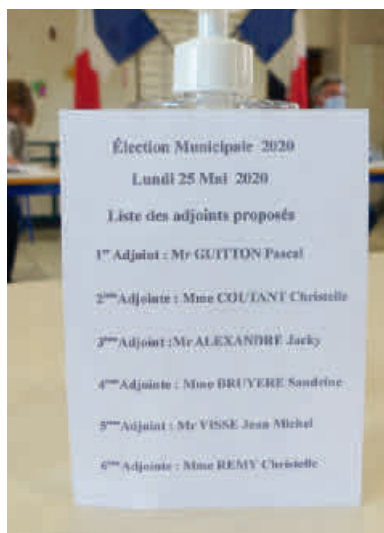 Élection Municipale 2020
Lundi 25 Mai 2020
Liste des adjoints proposés
1er Adjoint : Mr GUITTON Pascal
2ème Adjointe : Mme COUTANT Christelle
3ème Adjoint : Mr ALEXANDRE Jacky
4ème Adjointe : Mme BRUYERE Sandrine
5ème Adjoint : Mr VISSE Jean Michel
6ème Adjointe : Mme REMY Christelle